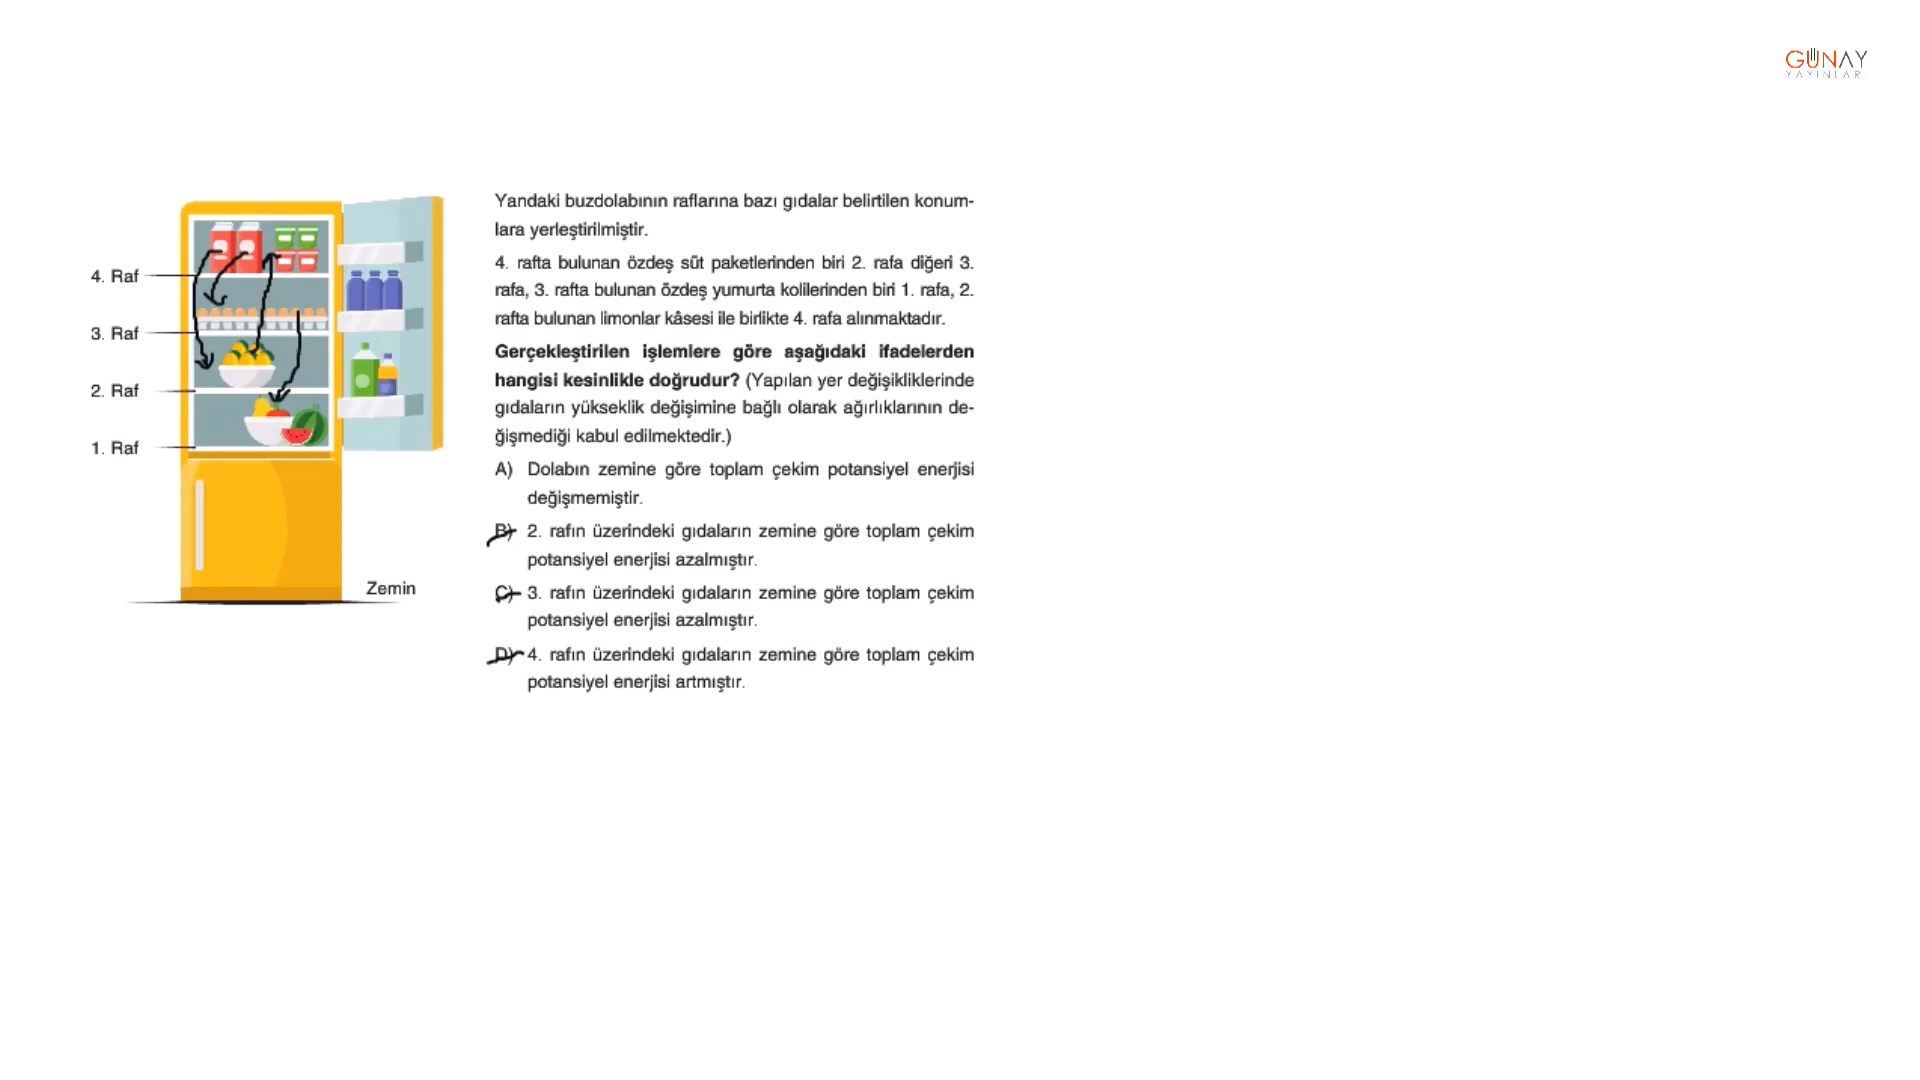 GÜNAY
YAYINLARI
4. Raf
3. Raf
2. Raf
1. Raf
Zemin
Yandaki buzdolabının raflarına bazı gıdalar belirtilen konum-
lara yerleştirilmiştir.
4. rafta bulunan özdeş süt paketlerinden biri 2. rafa diğeri 3.
rafa, 3. rafta bulunan özdeş yumurta kolilerinden biri 1. rafa, 2.
rafta bulunan limonlar kâsesi ile birlikte 4. rafa alınmaktadır.
Gerçekleştirilen işlemlere göre aşağıdaki ifadelerden
hangisi kesinlikle doğrudur? (Yapılan yer değişikliklerinde
gıdaların yükseklik değişimine bağlı olarak ağırlıklarının de-
ğişmediği kabul edilmektedir.)
A) Dolabın zemine göre toplam çekim potansiyel enerjisi
değişmemiştir.
B) 2. rafın üzerindeki gıdaların zemine göre toplam çekim
potansiyel enerjisi azalmıştır.
C) 3. rafın üzerindeki gıdaların zemine göre toplam çekim
potansiyel enerjisi azalmıştır.
D) 4. rafın üzerindeki gıdaların zemine göre toplam çekim
potansiyel enerjisi artmıştır.